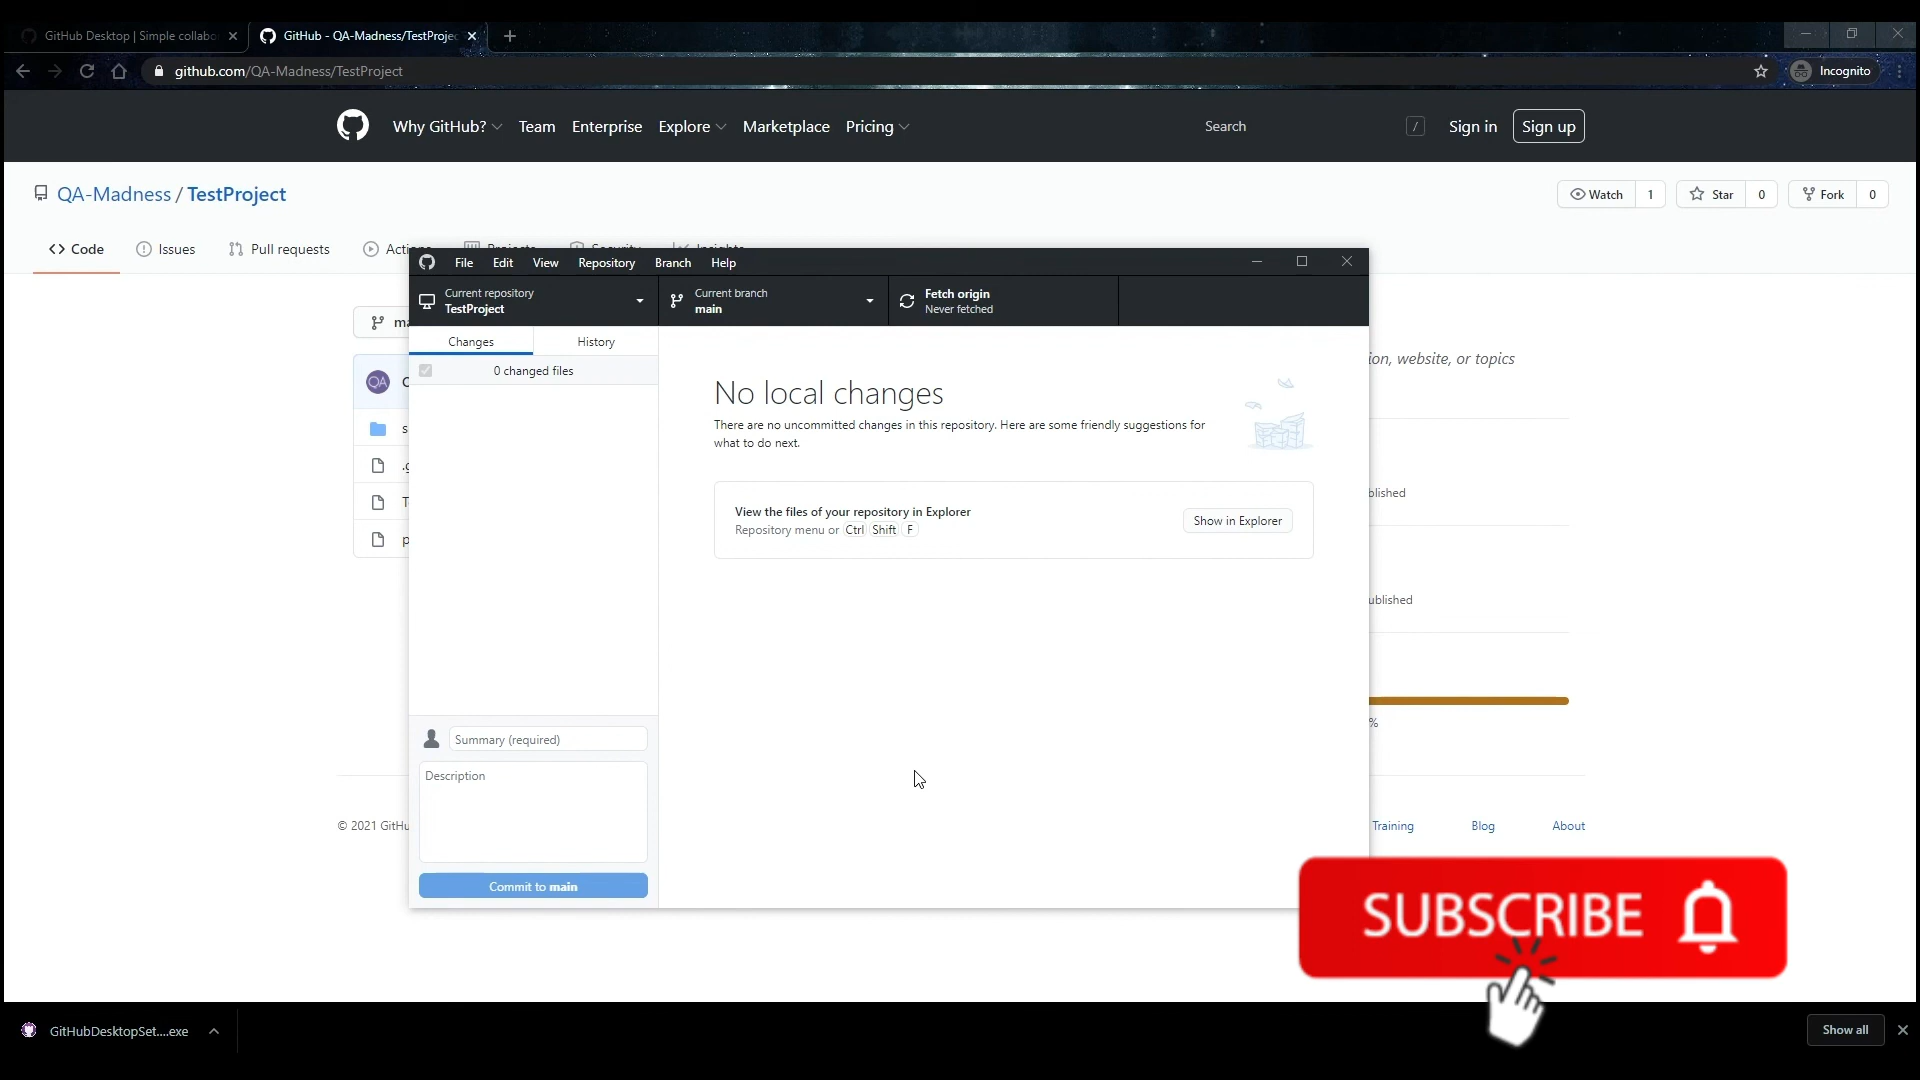 GitHub Desktop | Simple collabo
GitHub - QA-Madness/TestProjec
github.com/QA-Madness/TestProject
Incognito
Why GitHub? Team Enterprise Explore Marketplace Pricing
Search /
Sign in Sign up
QA-Madness / TestProject
Watch 1 Star 0 Fork 0
Code Issues Pull requests Actions Projects Security Insights
File Edit View Repository Branch Help
Current repository
TestProject
Current branch
main
Fetch origin
Never fetched
Changes History
0 changed files
No local changes
There are no uncommitted changes in this repository. Here are some friendly suggestions for
what to do next.
View the files of your repository in Explorer
Repository menu or Ctrl Shift F
Show in Explorer
ion, website, or topics
blished
ublished
%
Summary (required)
Description
Commit to main
© 2021 GitHu
Training Blog About
SUBSCRIBE
GitHubDesktopSet....exe
Show all